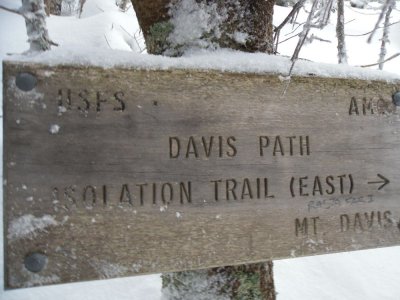 USFS AMC
DAVIS PATH
ISOLATION TRAIL (EAST) →
MT. DAVIS